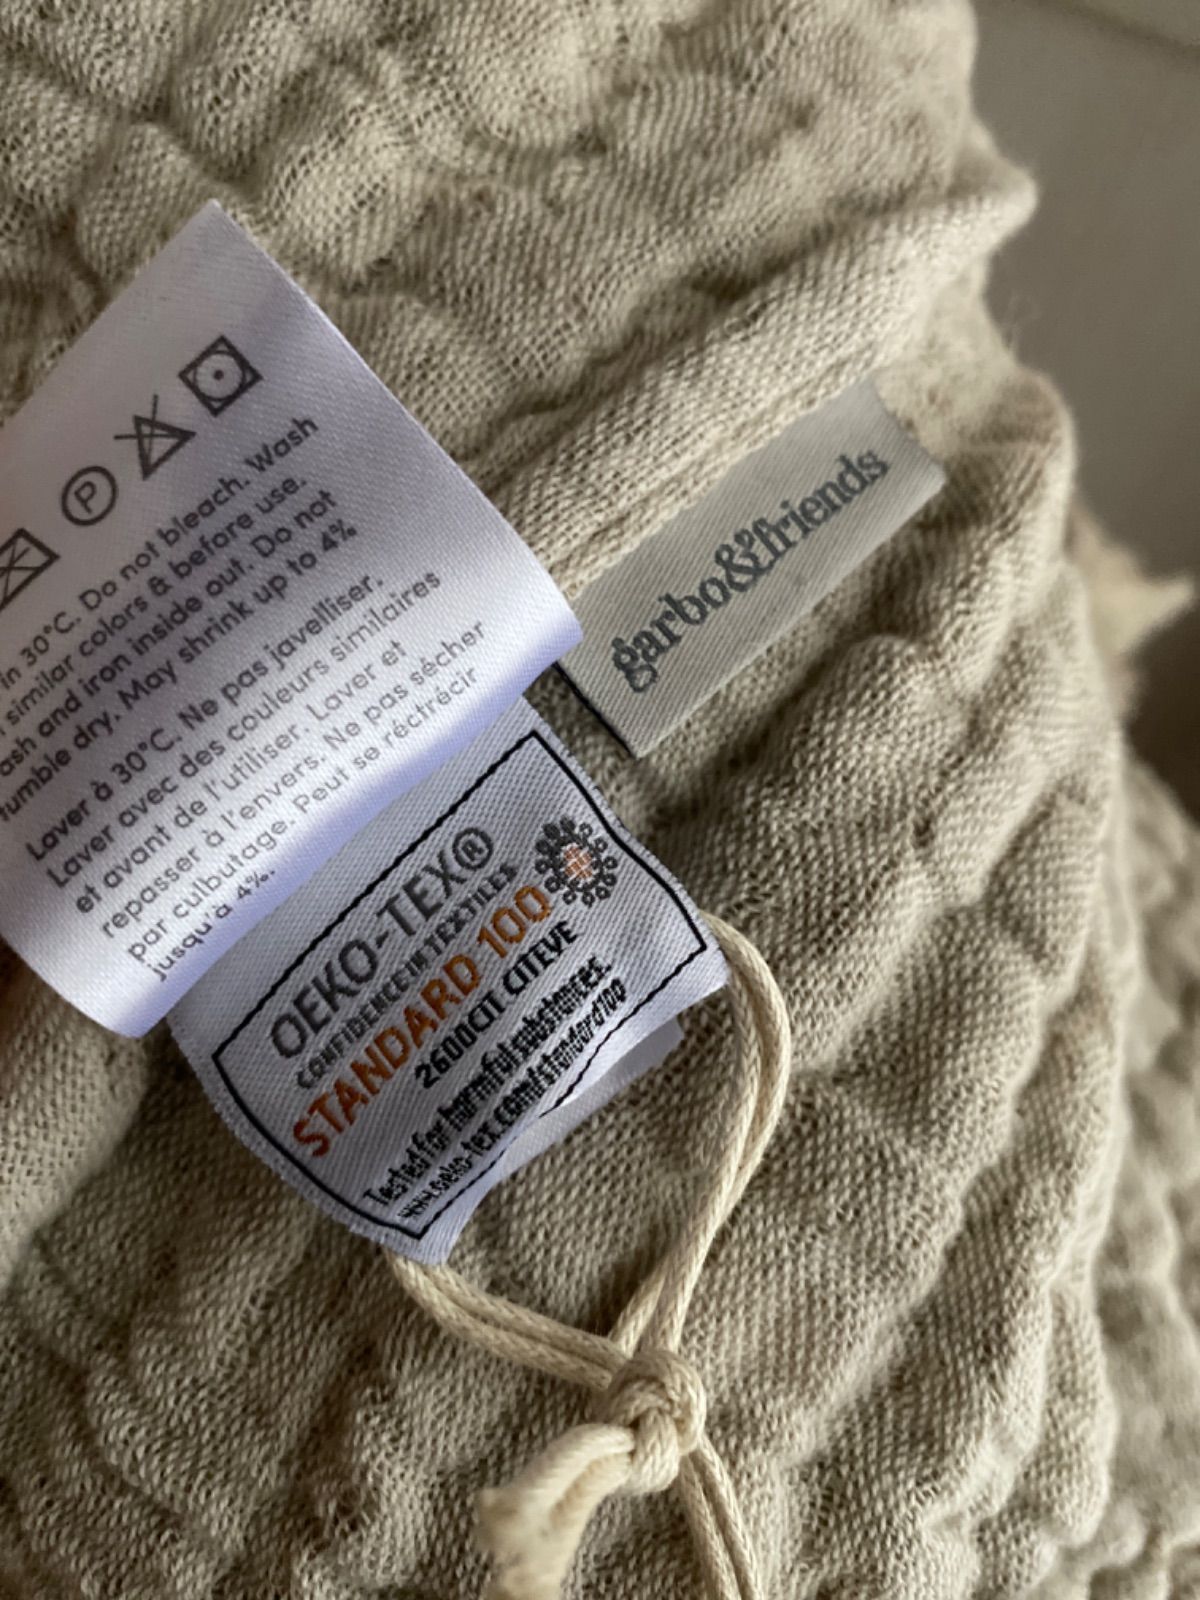 P
in 30°C. Do not bleach. Wash
similar colors & before use.
ash and iron inside out. Do not
tumble dry. May shrink up to 4%
Laver à 30°C. Ne pas javelliser.
Laver avec des couleurs similaires
et avant de l'utiliser. Laver et
repasser à l'envers. Ne pas sécher
par culbutage. Peut se réctrécir
jusqu'à 4%.
garbo&friends
OEKO-TEX®
CONFIDENCE IN TEXTILES
STANDARD 100
2600CIT CITEVE
Tested for harmful substances.
www.oeko-tex.com/standard100